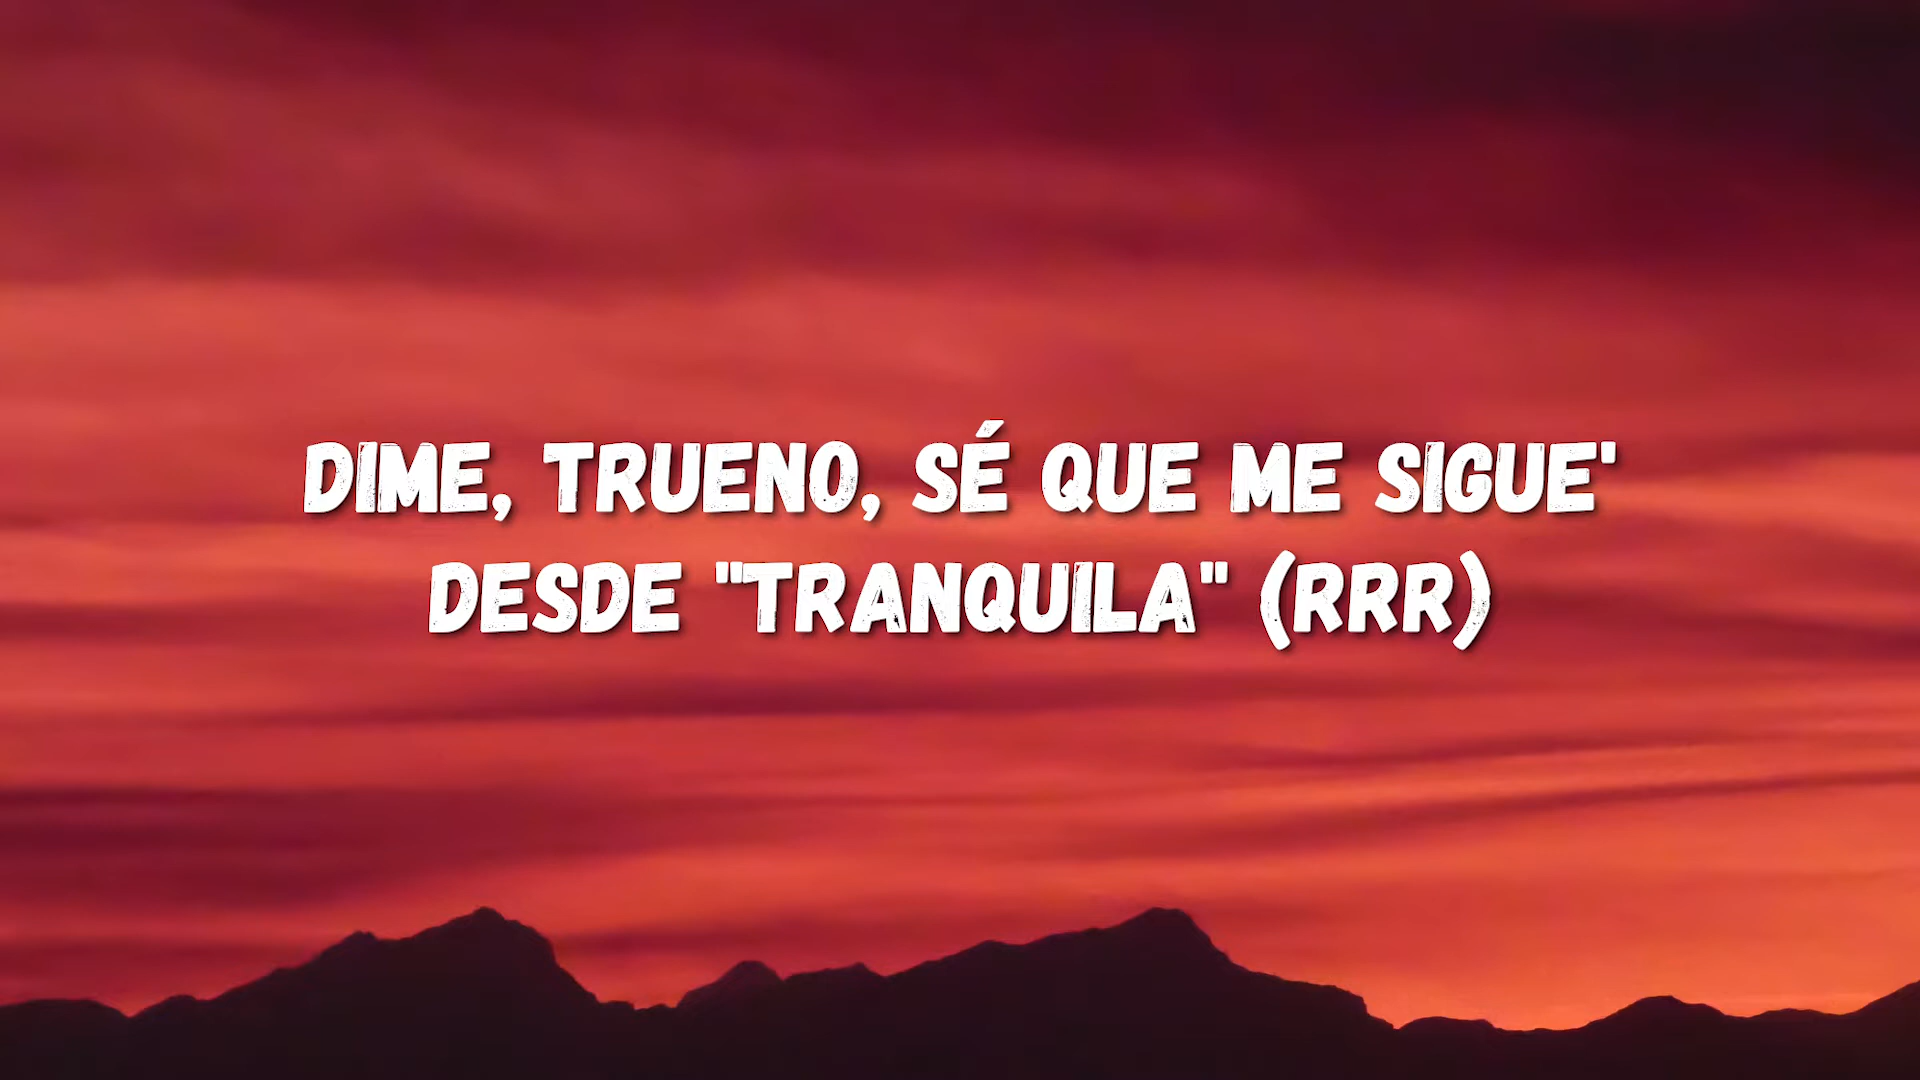 DIME, TRUENO, SÉ QUE ME SIGUE'
DESDE "TRANQUILA" (RRR)